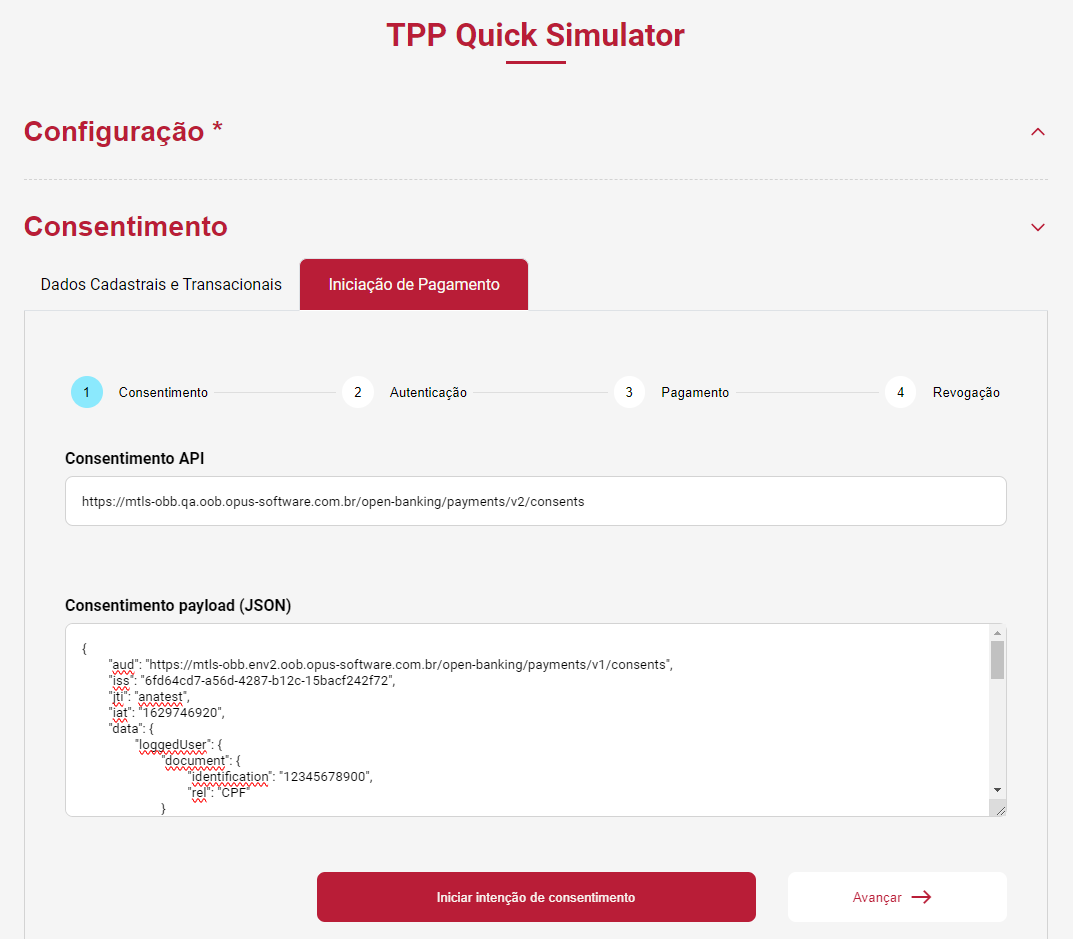 TPP Quick Simulator
Configuração *
Consentimento
Dados Cadastrais e Transacionais
Iniciação de Pagamento
1 Consentimento 2 Autenticação 3 Pagamento 4 Revogação
Consentimento API
https://mtls-obb.qa.oob.opus-software.com.br/open-banking/payments/v2/consents
Consentimento payload (JSON)
{
"aud": "https://mtls-obb.env2.oob.opus-software.com.br/open-banking/payments/v1/consents",
"iss": "6fd64cd7-a56d-4287-b12c-15bacf242f72",
"jti": "anatest",
"iat": "1629746920",
"data": {
"loggedUser": {
"document": {
"identification": "12345678900",
"rel": "CPF"
}
Iniciar intenção de consentimento
Avançar